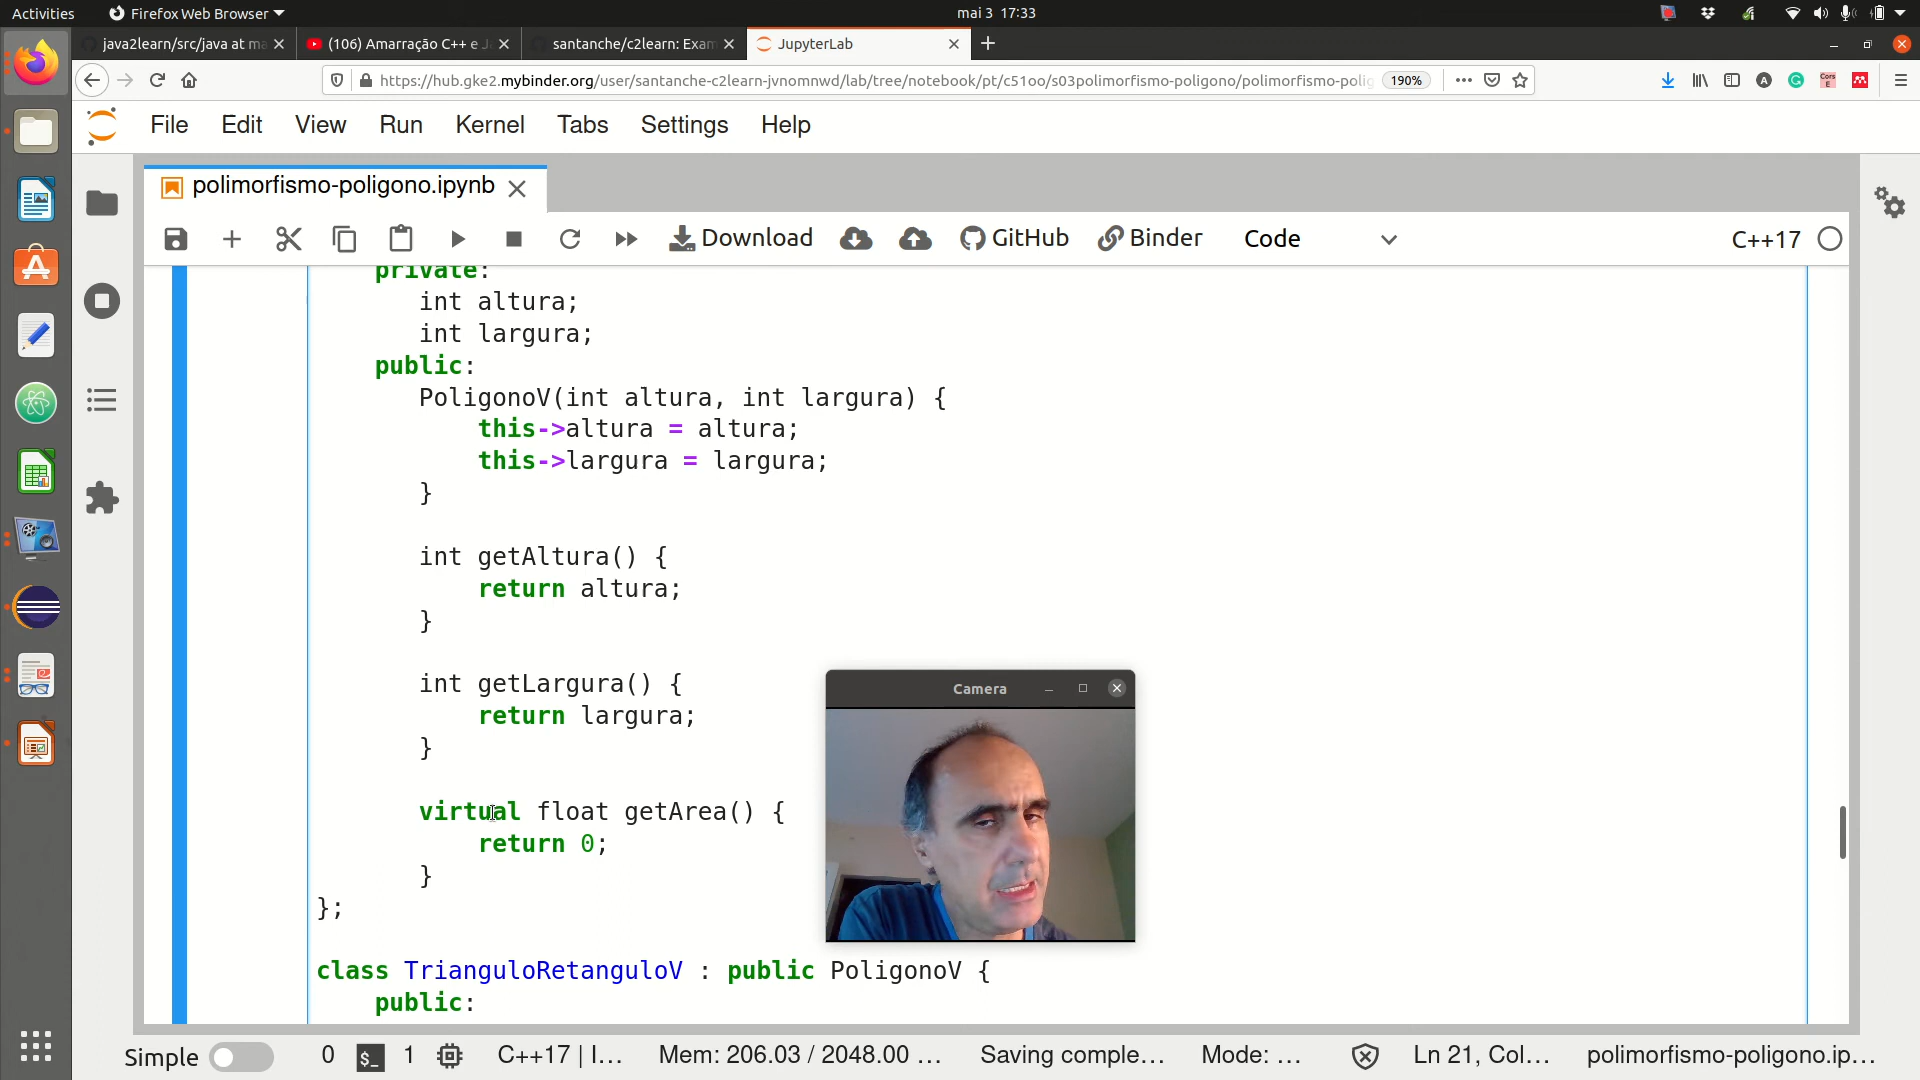 Activities
Firefox Web Browser
mai 3 17:33
java2learn/src/java at ma
(106) Amarração C++ e J
santanche/c2learn: Exam
JupyterLab
https://hub.gke2.mybinder.org/user/santanche-c2learn-jvnomnwd/lab/tree/notebook/pt/c51oo/s03polimorfismo-poligono/polimorfismo-polig
190%
File Edit View Run Kernel Tabs Settings Help
polimorfismo-poligono.ipynb
Download
GitHub
Binder
Code
C++17
private:
int altura;
int largura;
public:
PoligonoV(int altura, int largura) {
this->altura = altura;
this->largura = largura;
}
int getAltura() {
return altura;
}
int getLargura() {
return largura;
}
virtual float getArea() {
return 0;
}
};
class TrianguloRetanguloV : public PoligonoV {
public:
Camera
Simple 0 $_ 1 C++17 | I... Mem: 206.03 / 2048.00 ... Saving comple... Mode: ... Ln 21, Col... polimorfismo-poligono.ip...